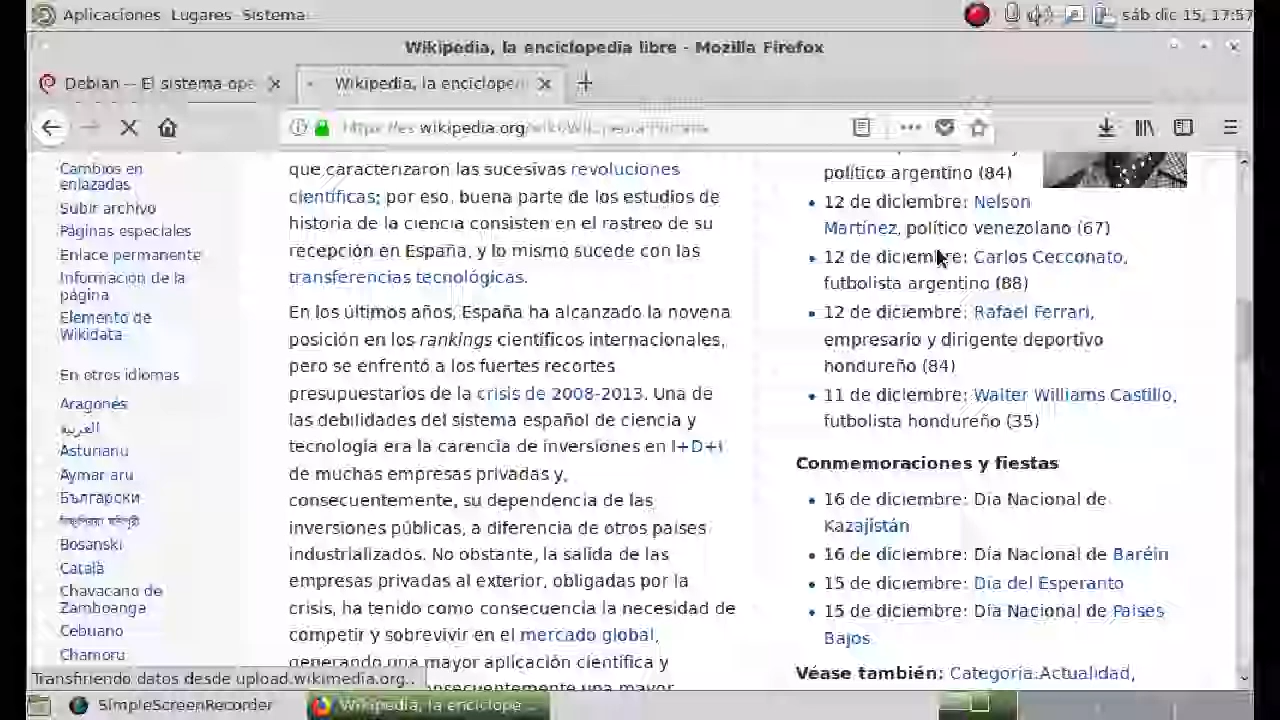 Aplicaciones Lugares Sistema
sáb dic 15, 17:57
Wikipedia, la enciclopedia libre - Mozilla Firefox
Debian -- El sistema ope
Wikipedia, la encicloped
https://es.wikipedia.org/wiki/Wikipedia:Portada
Cambios en
enlazadas
Subir archivo
Páginas especiales
Enlace permanente
Información de la
página
Elemento de
Wikidata
En otros idiomas
Aragonés
العربية
Asturianu
Aymar aru
Български
Bosanski
Català
Chavacano de
Zamboanga
Cebuano
Chamoru
que caracterizaron las sucesivas revoluciones
científicas; por eso, buena parte de los estudios de
historia de la ciencia consisten en el rastreo de su
recepción en España, y lo mismo sucede con las
transferencias tecnológicas.
En los últimos años, España ha alcanzado la novena
posición en los rankings científicos internacionales,
pero se enfrentó a los fuertes recortes
presupuestarios de la crisis de 2008-2013. Una de
las debilidades del sistema español de ciencia y
tecnología era la carencia de inversiones en I+D+i
de muchas empresas privadas y,
consecuentemente, su dependencia de las
inversiones públicas, a diferencia de otros países
industrializados. No obstante, la salida de las
empresas privadas al exterior, obligadas por la
crisis, ha tenido como consecuencia la necesidad de
competir y sobrevivir en el mercado global,
generando una mayor aplicación científica y
consecuentemente una mayor
político argentino (84)
12 de diciembre: Nelson
Martínez, político venezolano (67)
12 de diciembre: Carlos Cecconato,
futbolista argentino (88)
12 de diciembre: Rafael Ferrari,
empresario y dirigente deportivo
hondureño (84)
11 de diciembre: Walter Williams Castillo,
futbolista hondureño (35)
Conmemoraciones y fiestas
16 de diciembre: Día Nacional de
Kazajistán
16 de diciembre: Día Nacional de Baréin
15 de diciembre: Día del Esperanto
15 de diciembre: Día Nacional de Países
Bajos
Véase también: Categoría:Actualidad,
Transfiriendo datos desde upload.wikimedia.org...
SimpleScreenRecorder
Wikipedia, la enciclope...